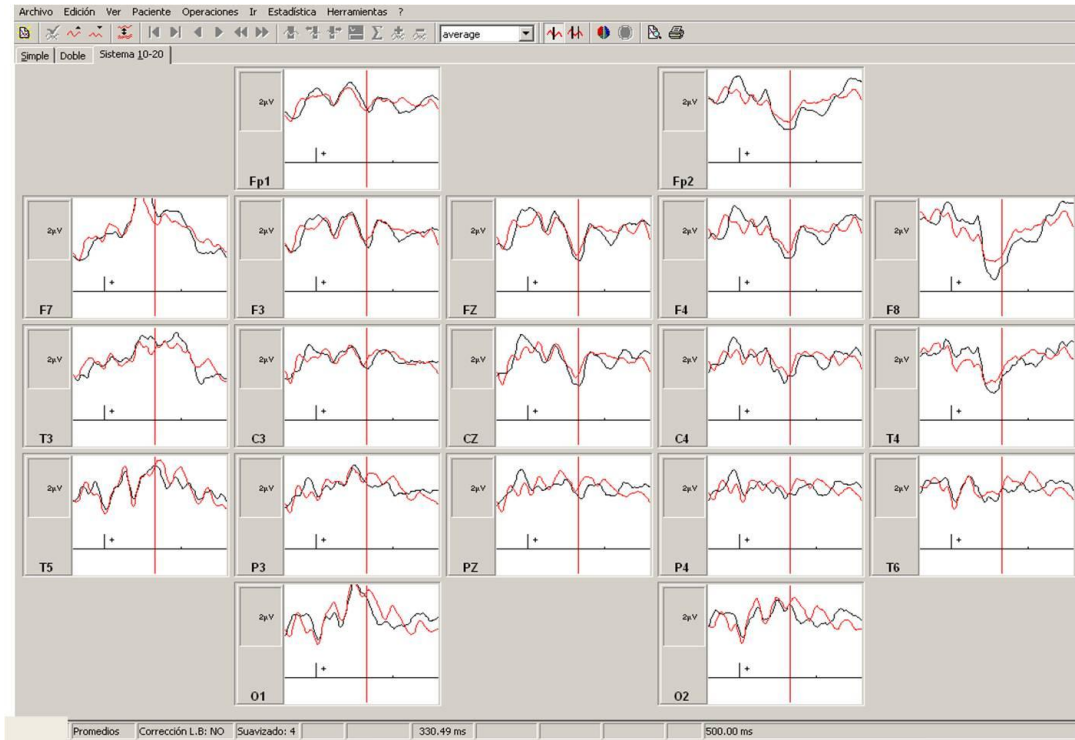 Archivo Edición Ver Paciente Operaciones Ir Estadística Herramientas ?
average
Simple Doble Sistema 10-20
2µV + Fp1 2µV + Fp2
2µV + F7 2µV + F3 2µV + FZ 2µV + F4 2µV + F8
2µV + T3 2µV + C3 2µV + CZ 2µV + C4 2µV + T4
2µV + T5 2µV + P3 2µV + PZ 2µV + P4 2µV + T6
2µV + O1 2µV + O2
Promedios Corrección L.B: NO Suavizado: 4 330.49 ms 500.00 ms